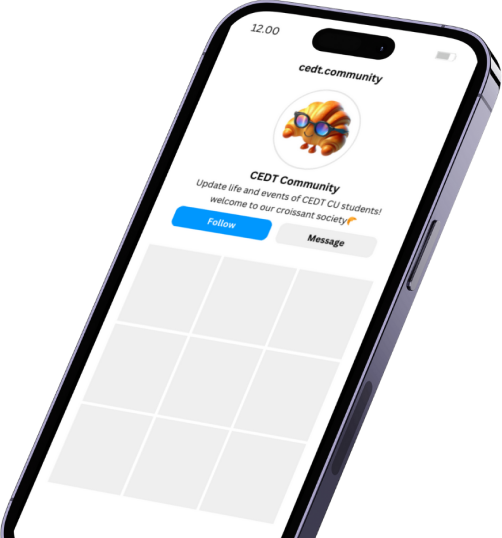 12.00
cedt.community
CEDT Community
Update life and events of CEDT CU students!
welcome to our croissant society🥐
Follow
Message